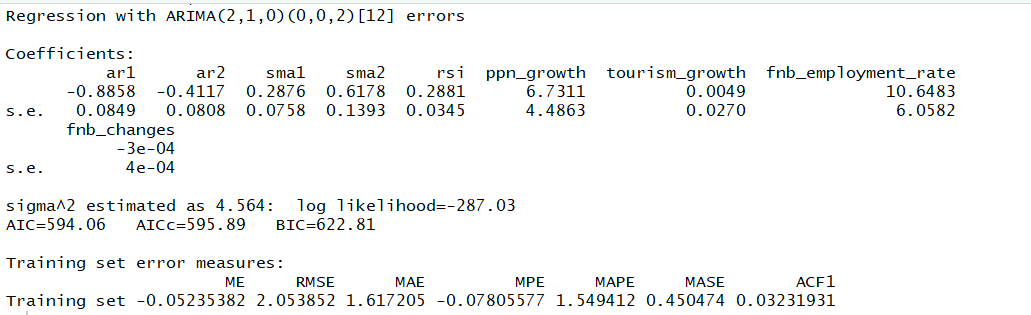 Regression with ARIMA(2,1,0)(0,0,2)[12] errors
Coefficients:
ar1 ar2 sma1 sma2 rsi ppn_growth tourism_growth fnb_employment_rate
-0.8858 -0.4117 0.2876 0.6178 0.2881 6.7311 0.0049 10.6483
s.e. 0.0849 0.0808 0.0758 0.1393 0.0345 4.4863 0.0270 6.0582
fnb_changes
-3e-04
s.e. 4e-04
sigma^2 estimated as 4.564: log likelihood=-287.03
AIC=594.06 AICc=595.89 BIC=622.81
Training set error measures:
ME RMSE MAE MPE MAPE MASE ACF1
Training set -0.05235382 2.053852 1.617205 -0.07805577 1.549412 0.450474 0.03231931